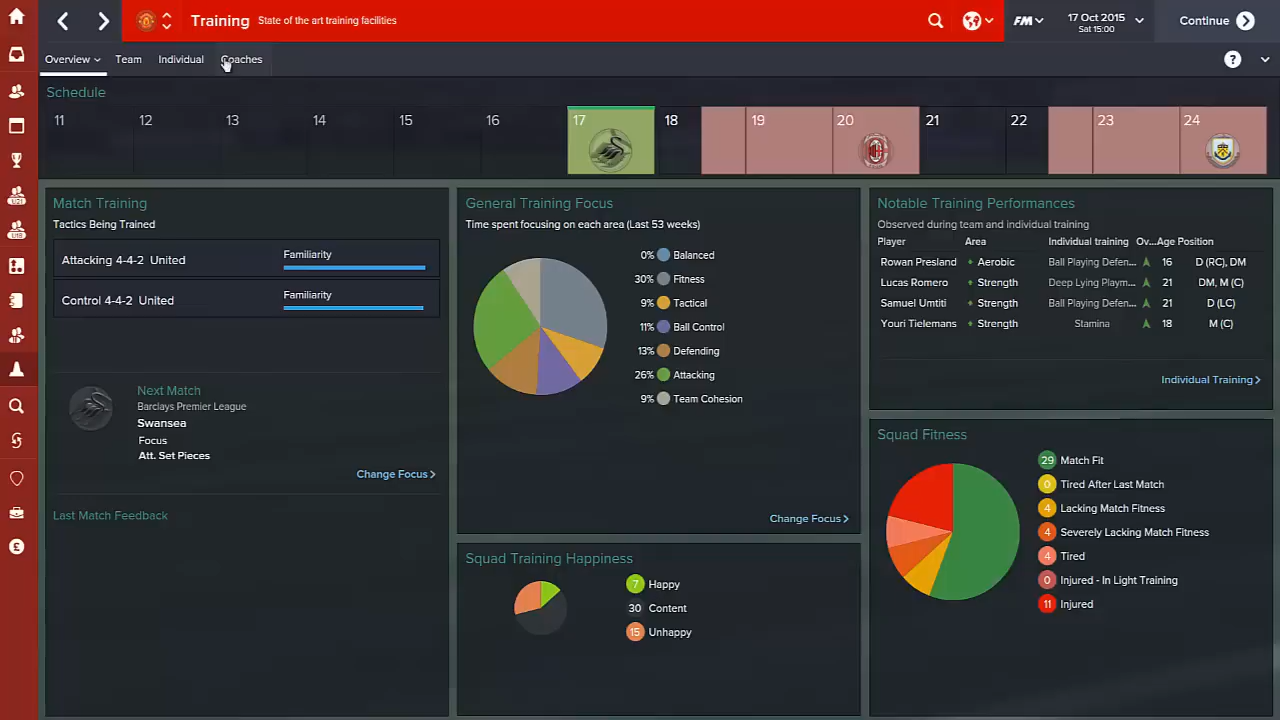 Training State of the art training facilities
FM
17 Oct 2015
Sat 15:00
Continue
Overview Team Individual Coaches
?
Schedule
11 12 13 14 15 16 17 18 19 20 21 22 23 24
Match Training
Tactics Being Trained
Attacking 4-4-2 United Familiarity
Control 4-4-2 United Familiarity
Next Match
Barclays Premier League
Swansea
Focus
Att. Set Pieces
Change Focus
Last Match Feedback
General Training Focus
Time spent focusing on each area (Last 53 weeks)
0% Balanced
30% Fitness
9% Tactical
11% Ball Control
13% Defending
26% Attacking
9% Team Cohesion
Change Focus
Squad Training Happiness
7 Happy
30 Content
15 Unhappy
Notable Training Performances
Observed during team and individual training
Player Area Individual training Ov...Age Position
Rowan Presland Aerobic Ball Playing Defen... 16 D (RC), DM
Lucas Romero Strength Deep Lying Playm... 21 DM, M (C)
Samuel Umtiti Strength Ball Playing Defen... 21 D (LC)
Youri Tielemans Strength Stamina 18 M (C)
Individual Training
Squad Fitness
29 Match Fit
0 Tired After Last Match
4 Lacking Match Fitness
4 Severely Lacking Match Fitness
4 Tired
0 Injured - In Light Training
11 Injured